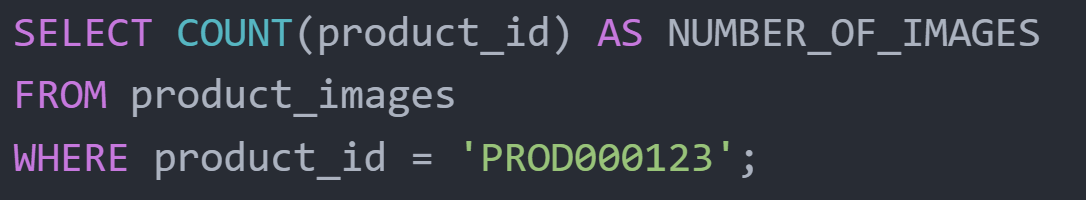 SELECT COUNT(product_id) AS NUMBER_OF_IMAGES
FROM product_images
WHERE product_id = 'PROD000123';